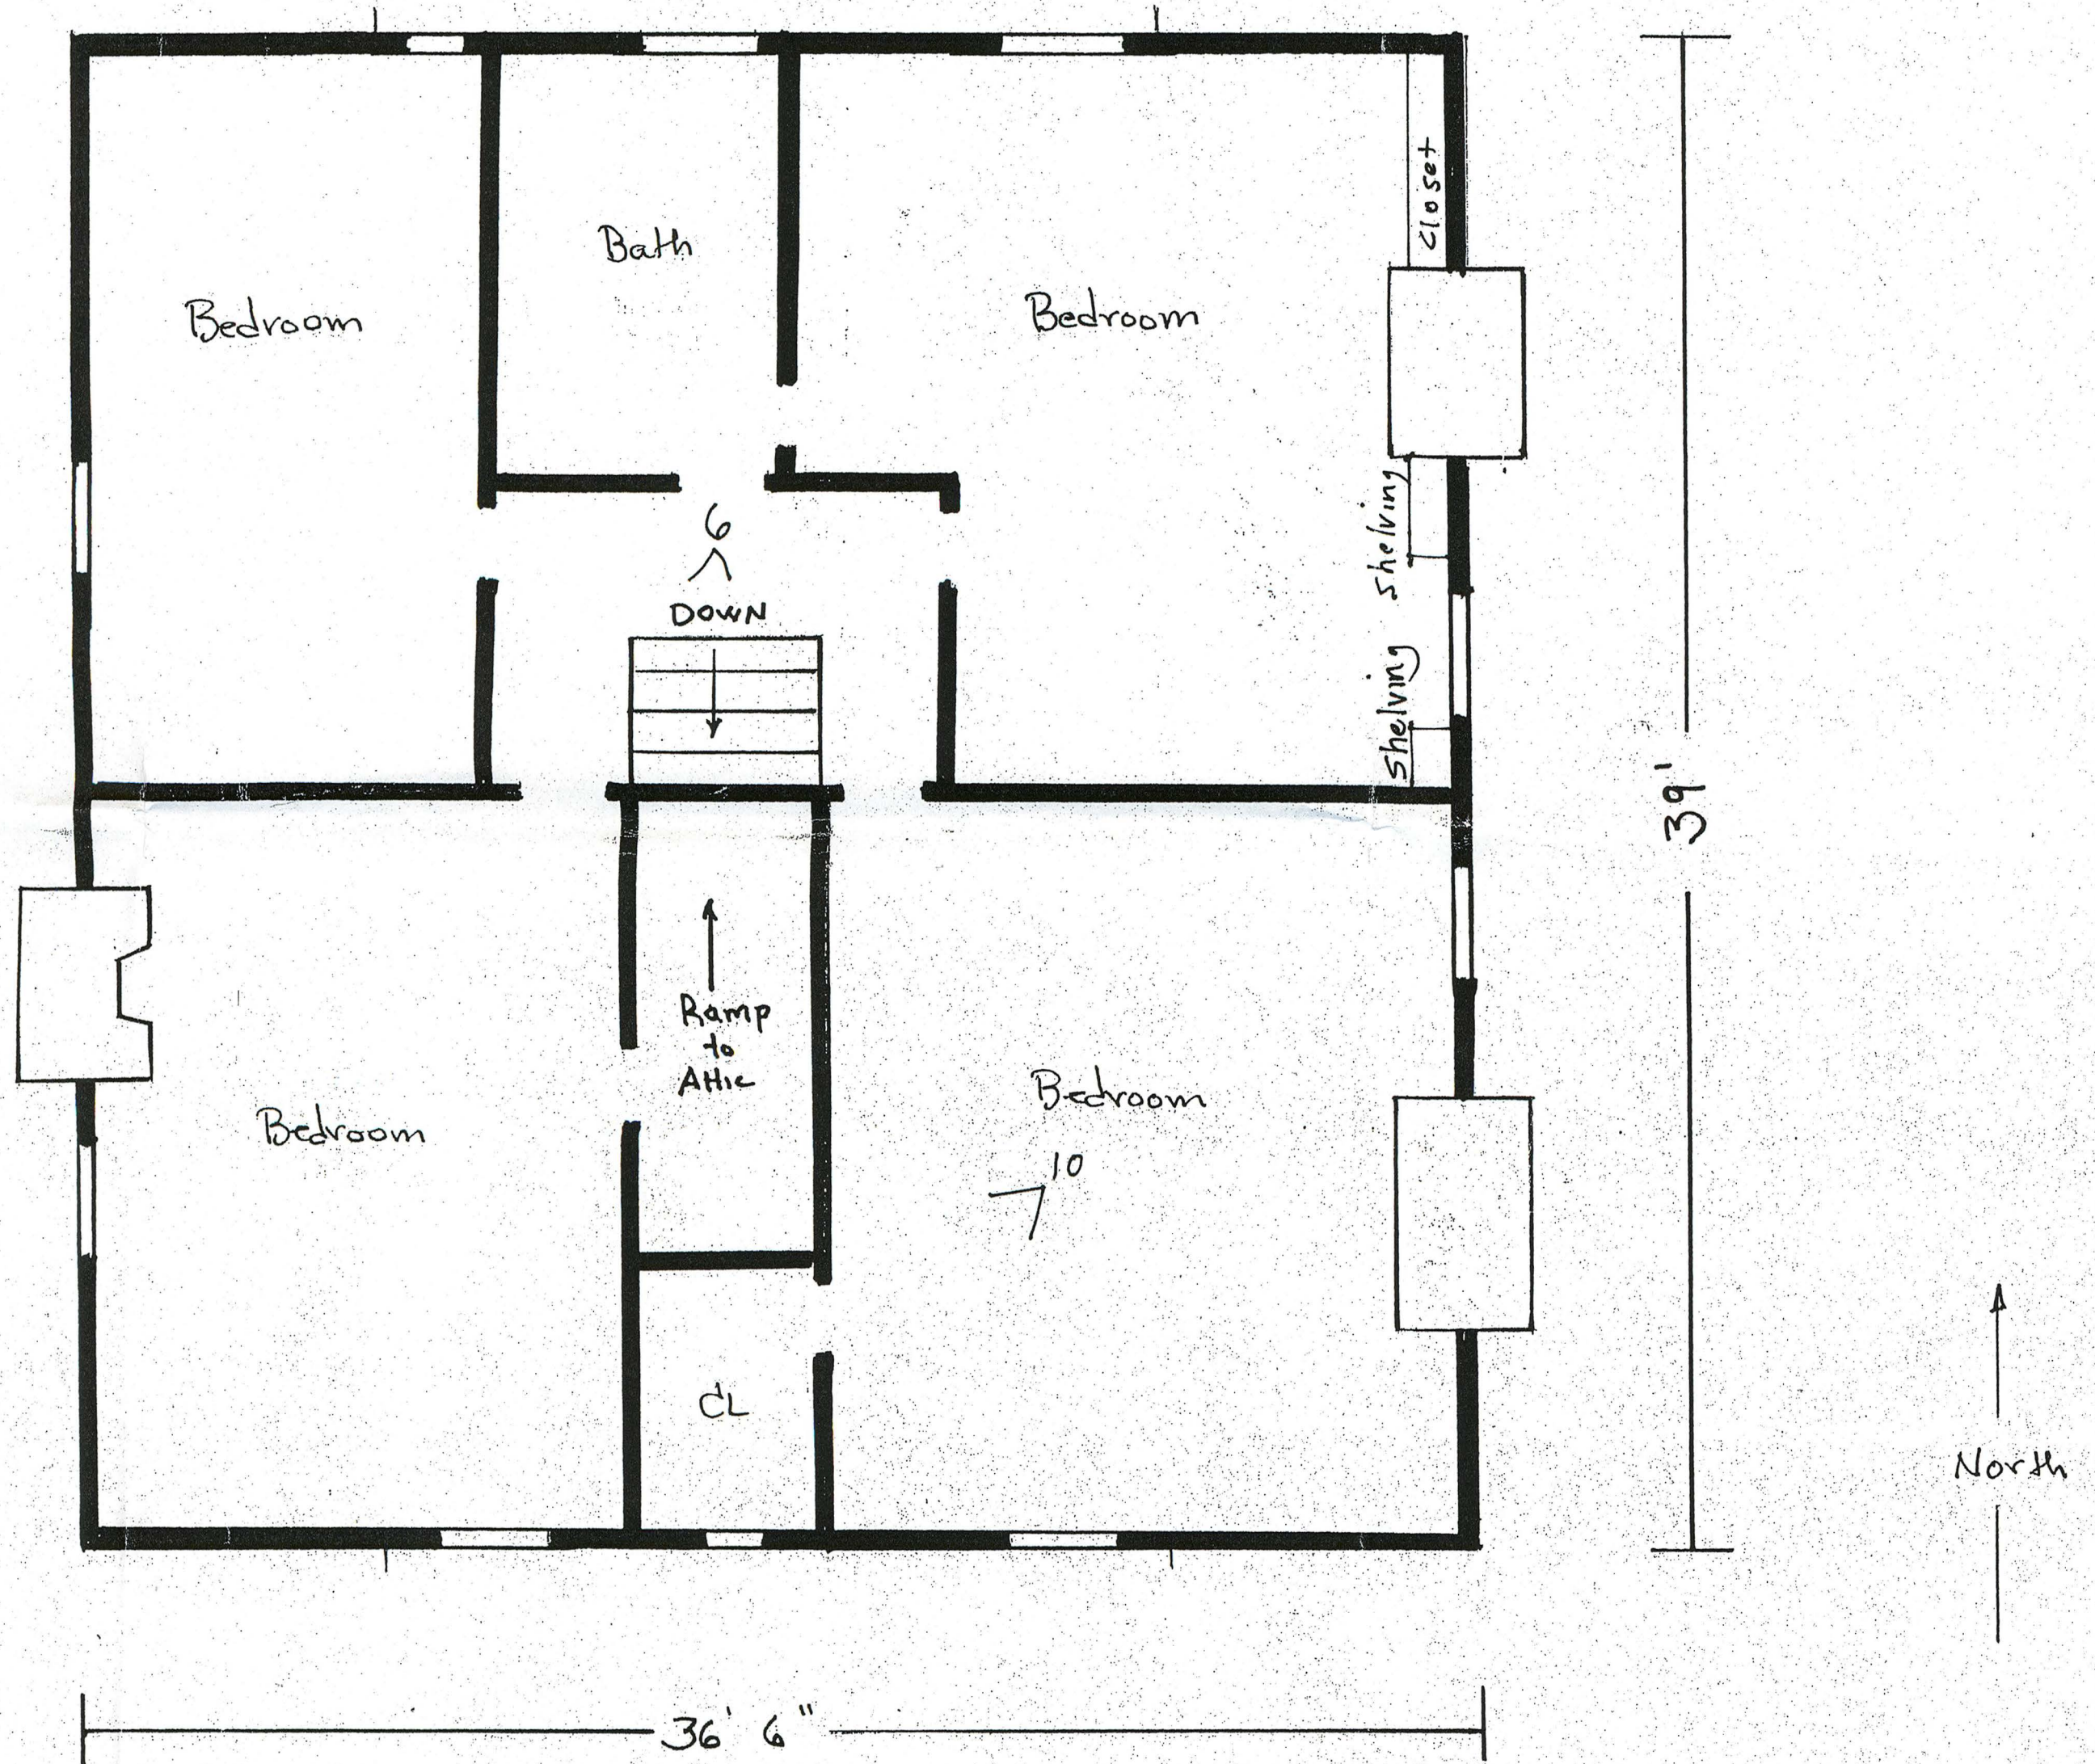 Closet
Bath
Bedroom
Bedroom
Shelving
6
DOWN
Shelving
39'
Ramp
to
Attic
Bedroom
Bedroom
10
CL
North
36' 6"